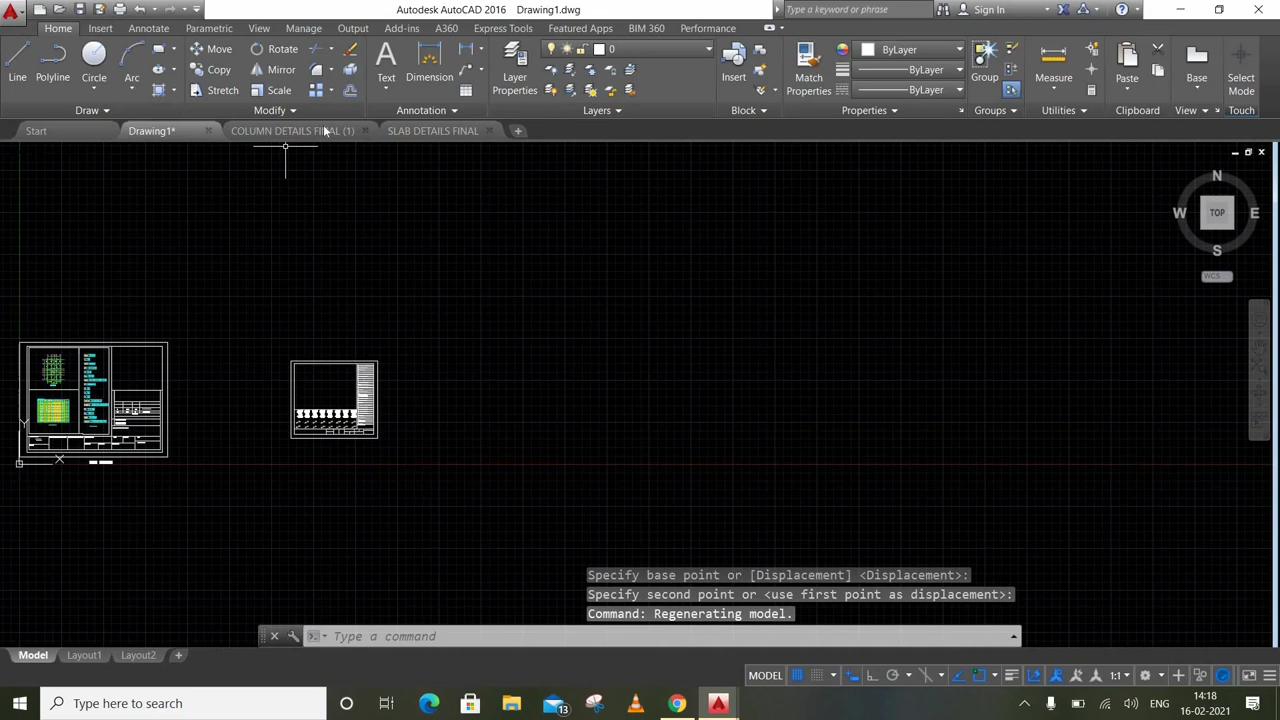 Autodesk AutoCAD 2016 Drawing1.dwg
Type a keyword or phrase
Sign In
Home Insert Annotate Parametric View Manage Output Add-ins A360 Express Tools Featured Apps BIM 360 Performance
Line Polyline Circle Arc
Move Rotate
Copy Mirror
Stretch Scale
Text Dimension
Layer Properties
0
Insert
Match Properties
ByLayer
ByLayer
ByLayer
Group
Measure
Paste
Base
Select Mode
Draw Modify Annotation Layers Block Properties Groups Utilities Clipboard View Touch
Start Drawing1* COLUMN DETAILS FINAL (1) SLAB DETAILS FINAL
N
W TOP E
S
WCS
Y
X
Specify base point or [Displacement] <Displacement>:
Specify second point or <use first point as displacement>:
Command: Regenerating model.
Type a command
Model Layout1 Layout2
MODEL 1:1
Type here to search
13
ENG
14:18
16-02-2021